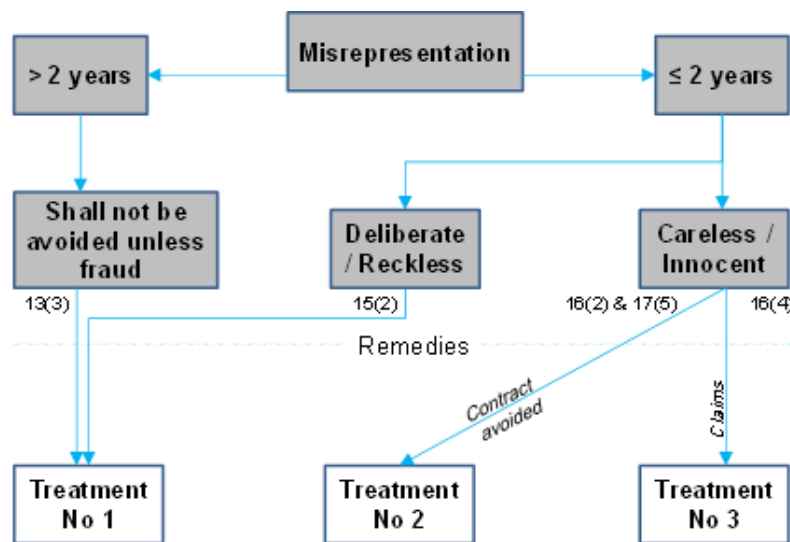 Misrepresentation
> 2 years
≤ 2 years
Shall not be
avoided unless
fraud
Deliberate
/ Reckless
Careless /
Innocent
13(3)
15(2)
16(2) & 17(5)
16(4)
Remedies
Contract
avoided
Claims
Treatment
No 1
Treatment
No 2
Treatment
No 3